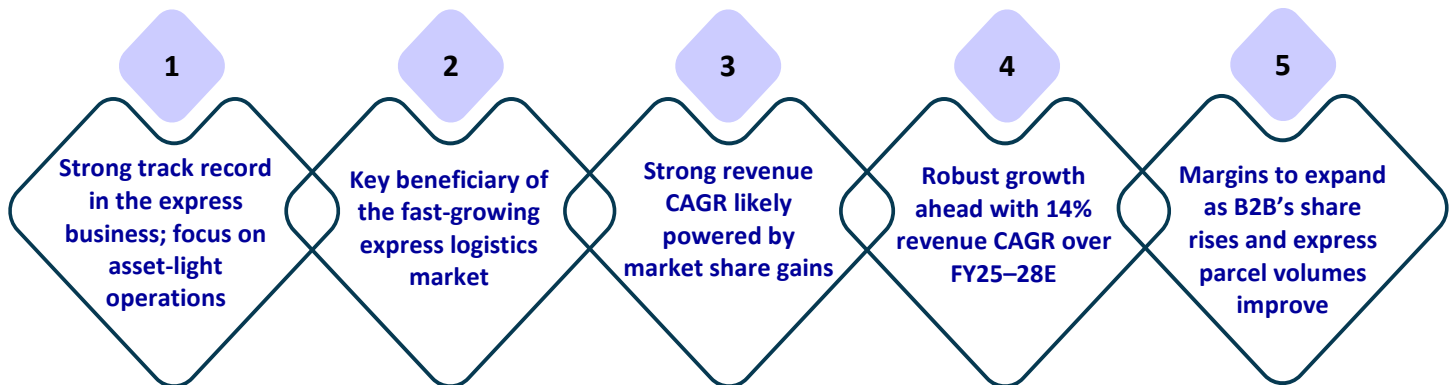 1
Strong track record
in the express
business; focus on
asset-light
operations
2
Key beneficiary of
the fast-growing
express logistics
market
3
Strong revenue
CAGR likely
powered by
market share gains
4
Robust growth
ahead with 14%
revenue CAGR over
FY25–28E
5
Margins to expand
as B2B’s share
rises and express
parcel volumes
improve